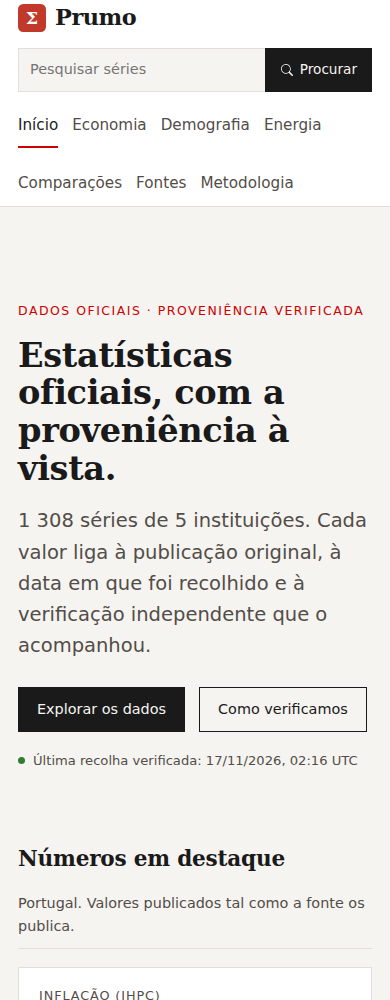 Σ Prumo
Pesquisar séries Procurar
Início Economia Demografia Energia
Comparações Fontes Metodologia
DADOS OFICIAIS · PROVENIÊNCIA VERIFICADA
Estatísticas
oficiais, com a
proveniência à
vista.
1 308 séries de 5 instituições. Cada
valor liga à publicação original, à
data em que foi recolhido e à
verificação independente que o
acompanhou.
Explorar os dados Como verificamos
Última recolha verificada: 17/11/2026, 02:16 UTC
Números em destaque
Portugal. Valores publicados tal como a fonte os
publica.
INFLAÇÃO (IHPC)